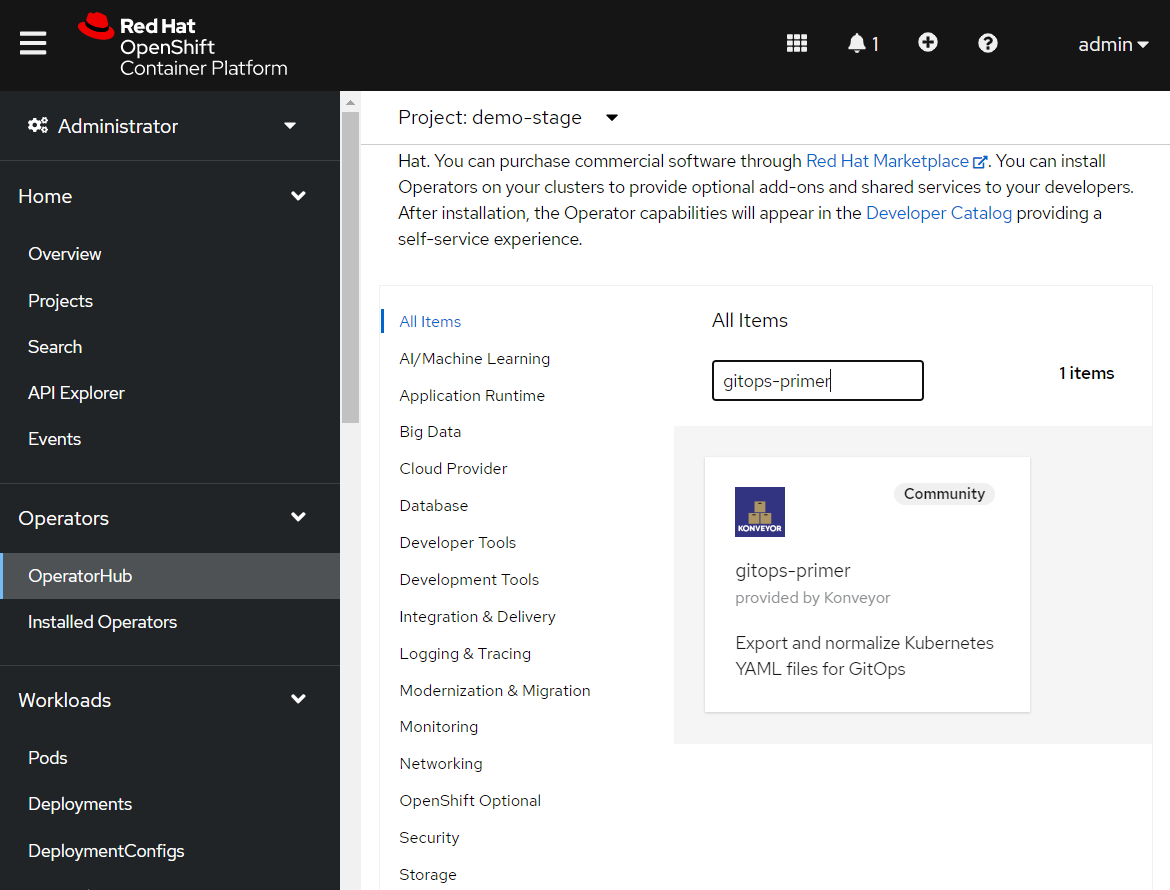 Red Hat
OpenShift
Container Platform
1
admin
Administrator
Home
Overview
Projects
Search
API Explorer
Events
Operators
OperatorHub
Installed Operators
Workloads
Pods
Deployments
DeploymentConfigs
Project: demo-stage
Hat. You can purchase commercial software through Red Hat Marketplace. You can install
Operators on your clusters to provide optional add-ons and shared services to your developers.
After installation, the Operator capabilities will appear in the Developer Catalog providing a
self-service experience.
All Items
AI/Machine Learning
Application Runtime
Big Data
Cloud Provider
Database
Developer Tools
Development Tools
Integration & Delivery
Logging & Tracing
Modernization & Migration
Monitoring
Networking
OpenShift Optional
Security
Storage
All Items
gitops-primer
1 items
KONVEYOR
Community
gitops-primer
provided by Konveyor
Export and normalize Kubernetes
YAML files for GitOps